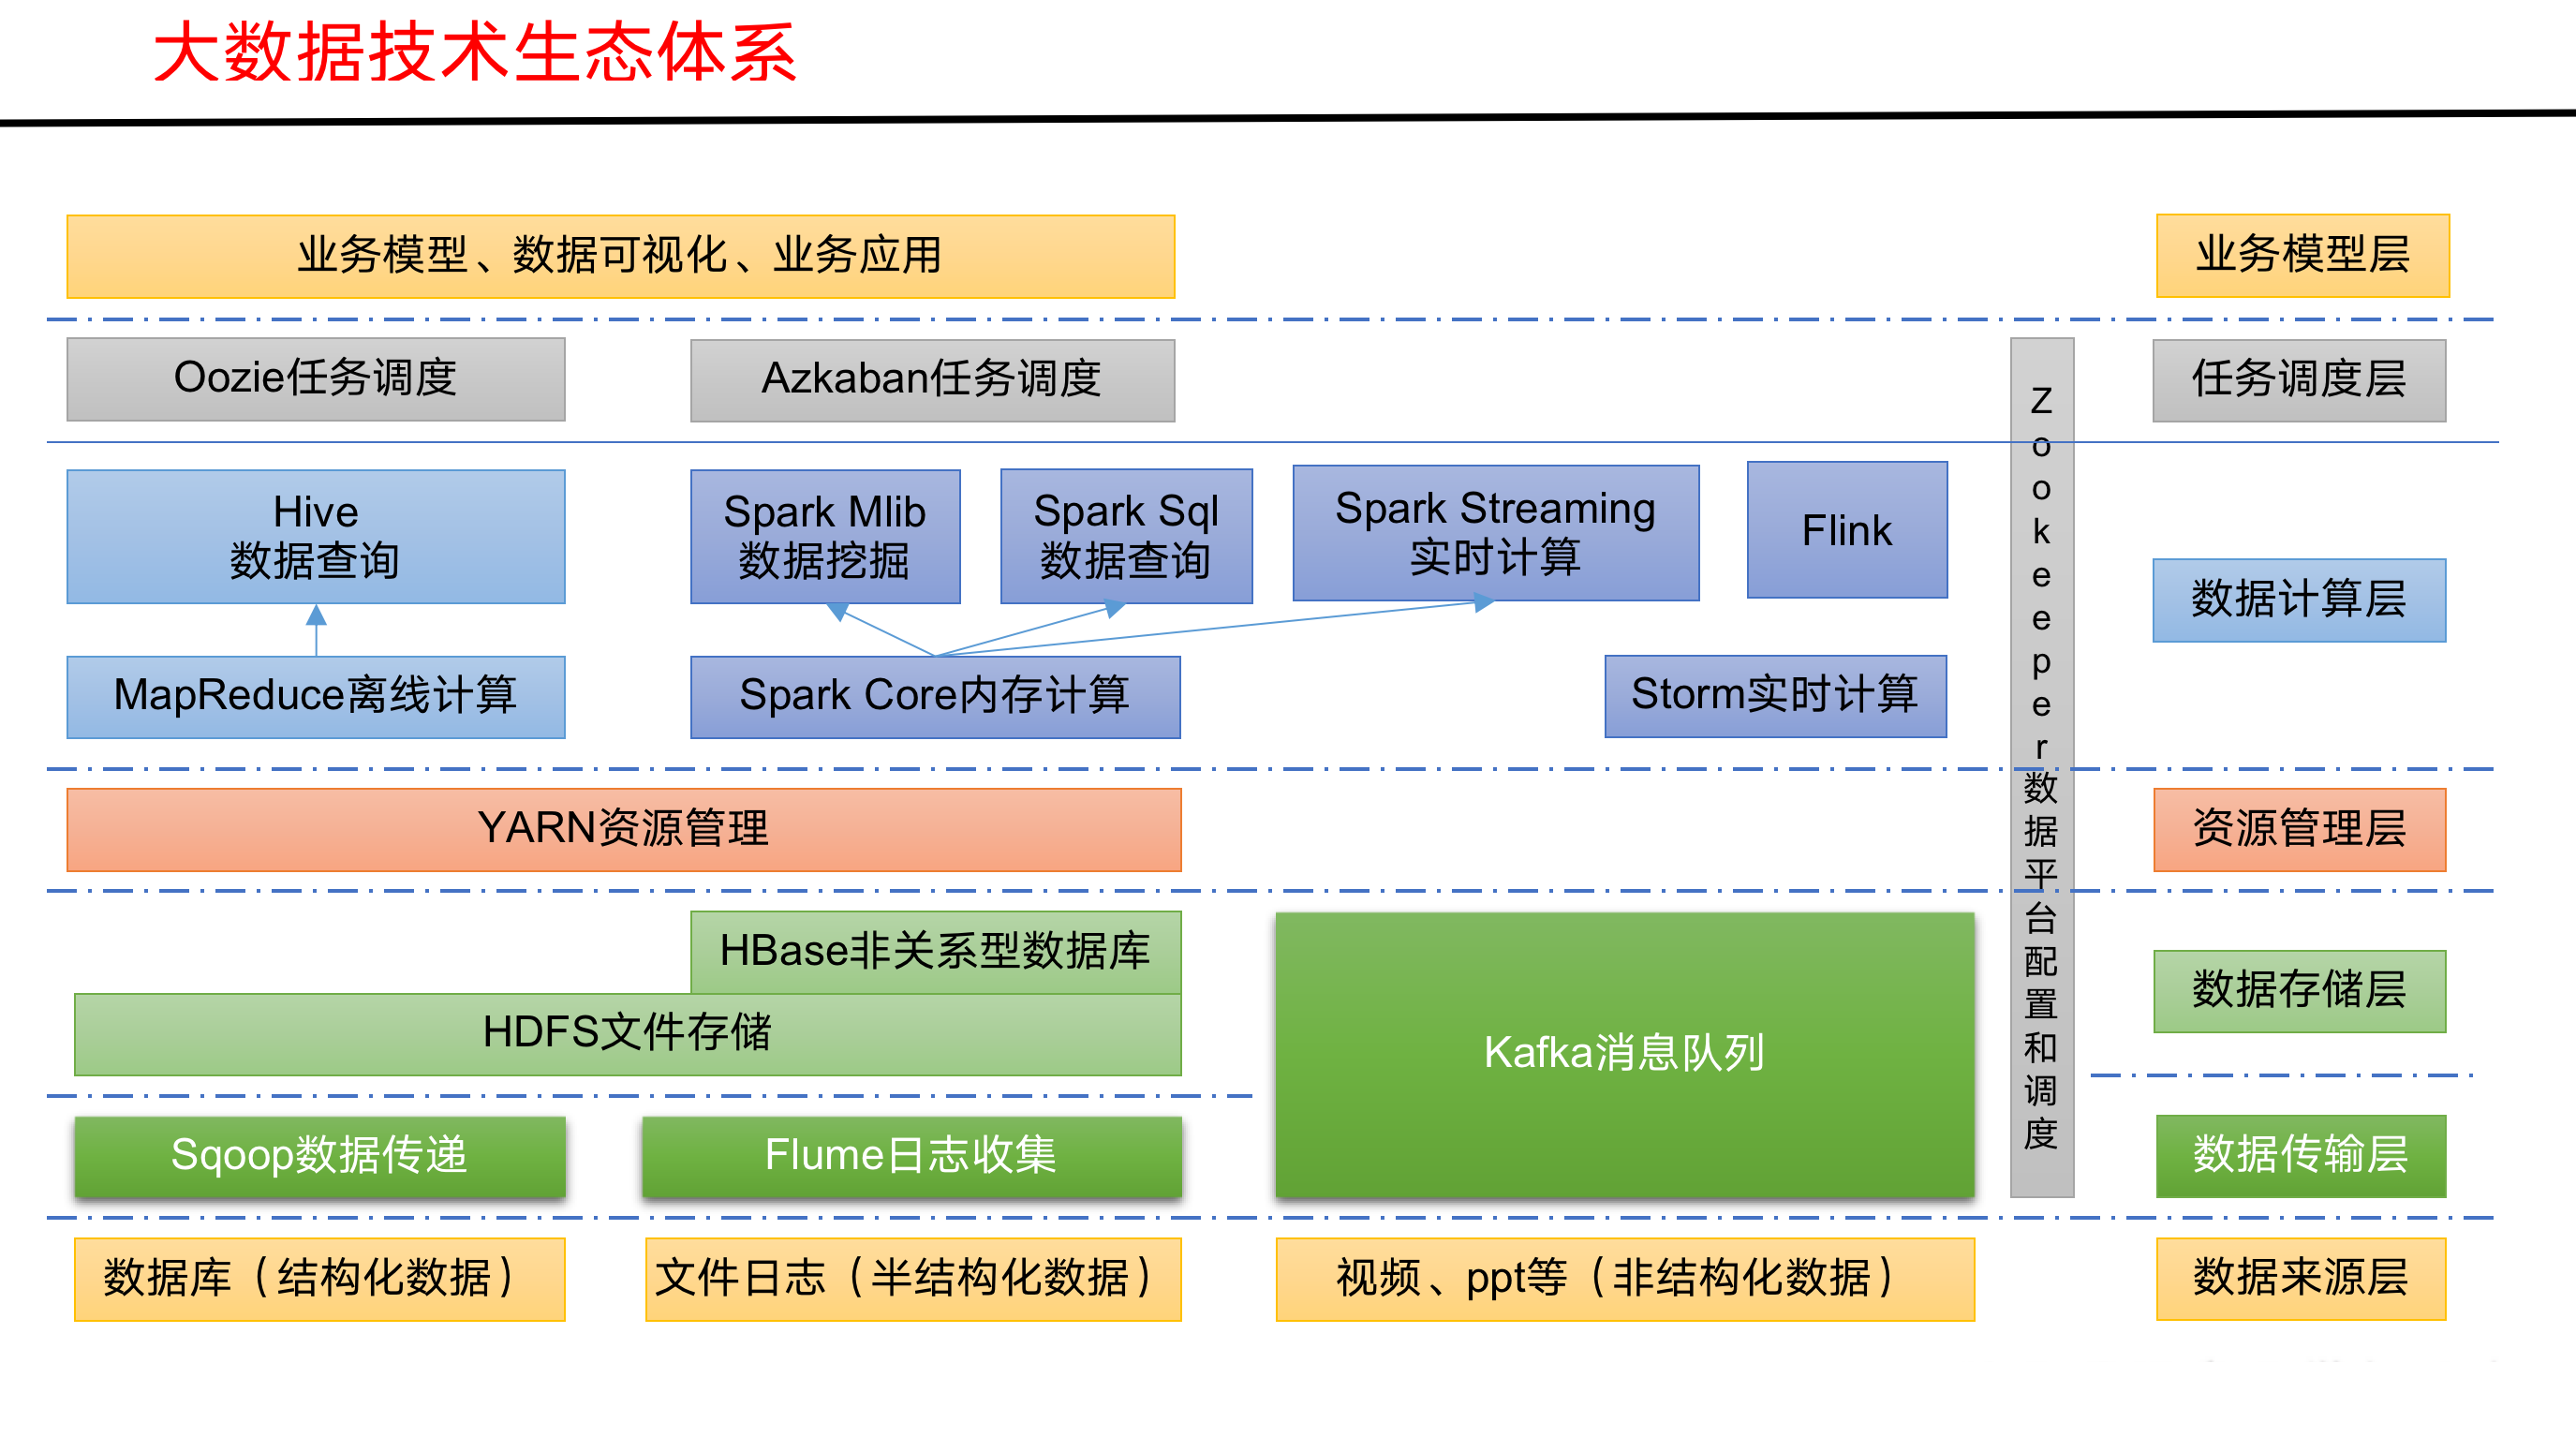 大数据技术生态体系
业务模型、数据可视化、业务应用
业务模型层
Oozie任务调度
Azkaban任务调度
任务调度层
Zookeeper数据平台配置和调度
Hive
数据查询
Spark Mlib
数据挖掘
Spark Sql
数据查询
Spark Streaming
实时计算
Flink
数据计算层
MapReduce离线计算
Spark Core内存计算
Storm实时计算
YARN资源管理
资源管理层
HBase非关系型数据库
HDFS文件存储
Kafka消息队列
数据存储层
Sqoop数据传递
Flume日志收集
数据传输层
数据库（结构化数据）
文件日志（半结构化数据）
视频、ppt等（非结构化数据）
数据来源层